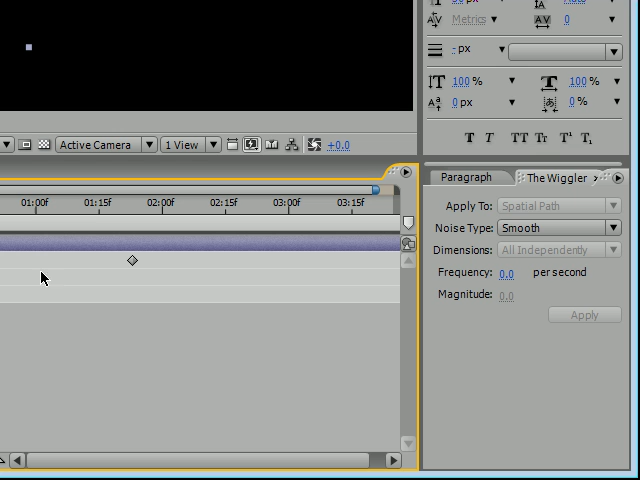 Metrics 0
- px
100 % 100 %
0 px 0 %
T T TT Tr T¹ T₁
Active Camera 1 View +0.0
01:00f 01:15f 02:00f 02:15f 03:00f 03:15f
Paragraph The Wiggler
Apply To: Spatial Path
Noise Type: Smooth
Dimensions: All Independently
Frequency: 0.0 per second
Magnitude: 0.0
Apply